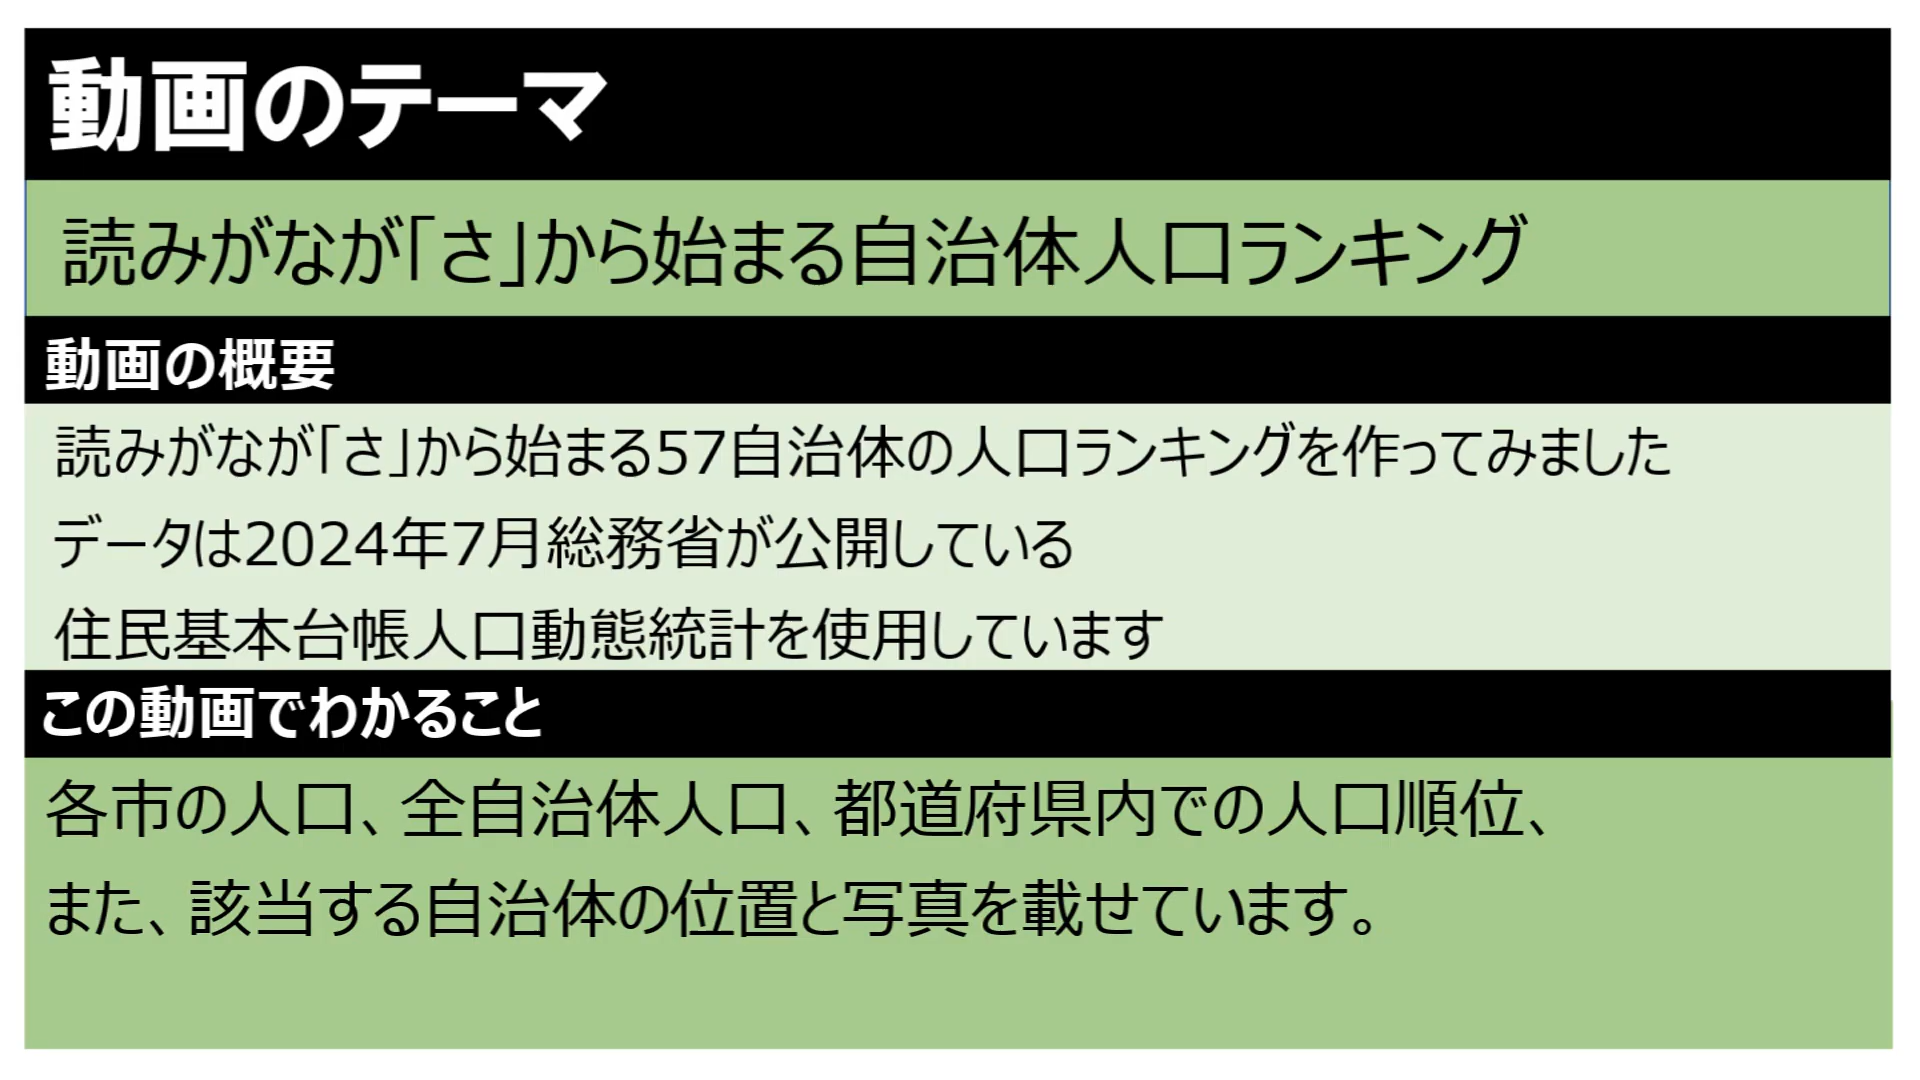 動画のテーマ
読みがなが「さ」から始まる自治体人口ランキング
動画の概要
読みがなが「さ」から始まる57自治体の人口ランキングを作ってみました
データは2024年7月総務省が公開している
住民基本台帳人口動態統計を使用しています
この動画でわかること
各市の人口、全自治体人口、都道府県内での人口順位、
また、該当する自治体の位置と写真を載せています。